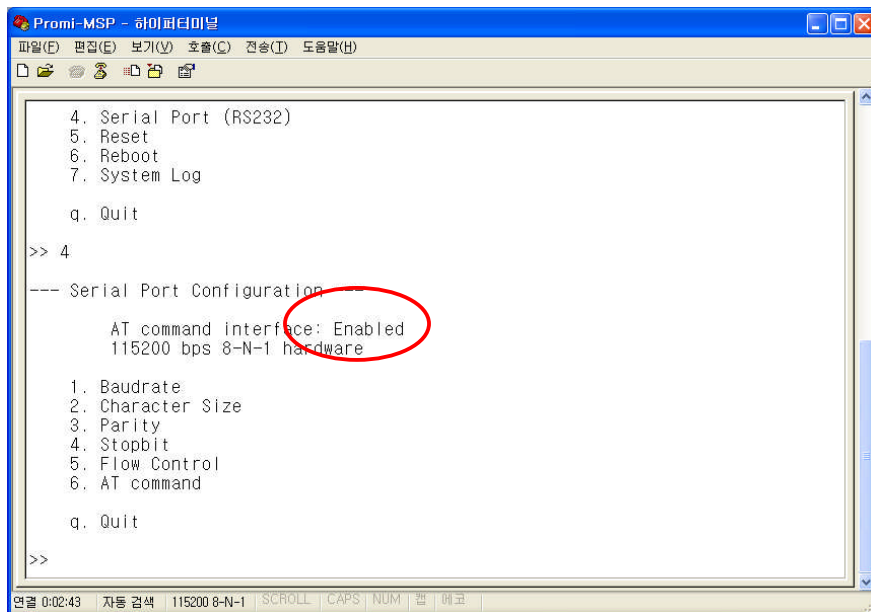 Promi-MSP - 하이퍼터미널
파일(F) 편집(E) 보기(V) 호출(C) 전송(T) 도움말(H)
4. Serial Port (RS232)
5. Reset
6. Reboot
7. System Log
q. Quit
>> 4
--- Serial Port Configuration ---
AT command interface: Enabled
115200 bps 8-N-1 hardware
1. Baudrate
2. Character Size
3. Parity
4. Stopbit
5. Flow Control
6. AT command
q. Quit
>>
연결 0:02:43 자동 검색 115200 8-N-1 SCROLL CAPS NUM 캡 에코